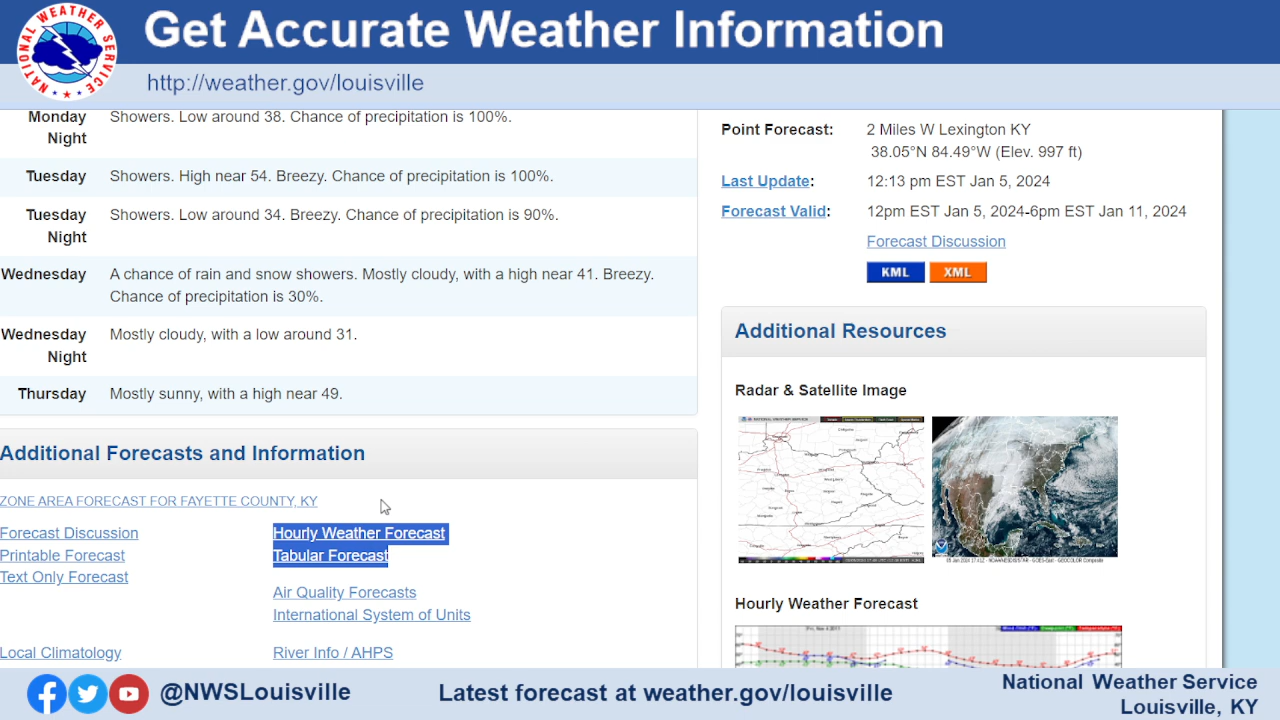 NATIONAL WEATHER SERVICE
Get Accurate Weather Information
http://weather.gov/louisville
Monday Night
Showers. Low around 38. Chance of precipitation is 100%.
Tuesday
Showers. High near 54. Breezy. Chance of precipitation is 100%.
Tuesday Night
Showers. Low around 34. Breezy. Chance of precipitation is 90%.
Wednesday
A chance of rain and snow showers. Mostly cloudy, with a high near 41. Breezy.
Chance of precipitation is 30%.
Wednesday Night
Mostly cloudy, with a low around 31.
Thursday
Mostly sunny, with a high near 49.
Additional Forecasts and Information
ZONE AREA FORECAST FOR FAYETTE COUNTY, KY
Forecast Discussion
Printable Forecast
Text Only Forecast
Hourly Weather Forecast
Tabular Forecast
Air Quality Forecasts
International System of Units
Local Climatology
River Info / AHPS
Point Forecast: 2 Miles W Lexington KY
38.05°N 84.49°W (Elev. 997 ft)
Last Update: 12:13 pm EST Jan 5, 2024
Forecast Valid: 12pm EST Jan 5, 2024-6pm EST Jan 11, 2024
Forecast Discussion
KML XML
Additional Resources
Radar & Satellite Image
Hourly Weather Forecast
@NWSLouisville
Latest forecast at weather.gov/louisville
National Weather Service
Louisville, KY